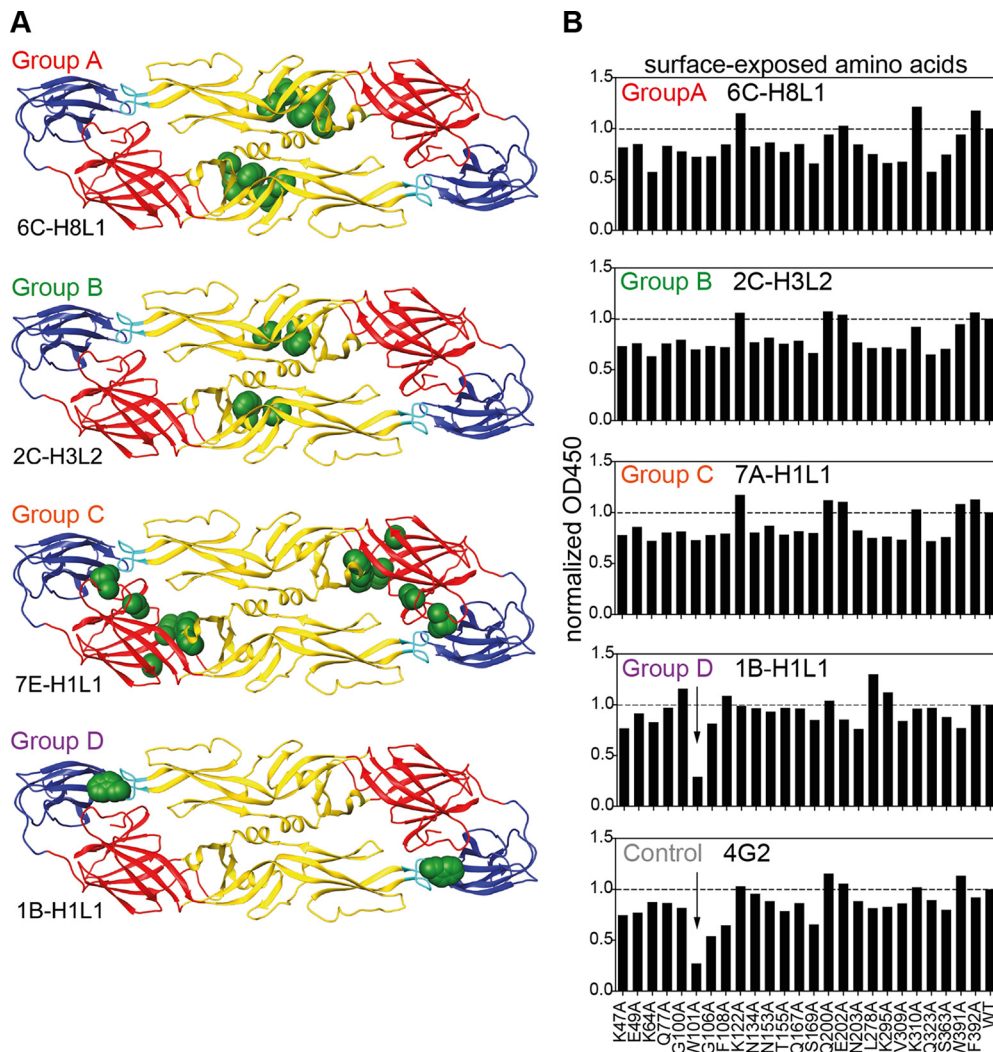 A
Group A
6C-H8L1
Group B
2C-H3L2
Group C
7E-H1L1
Group D
1B-H1L1
B
surface-exposed amino acids
normalized OD450
1.5
GroupA 6C-H8L1
1.0
0.5
0.0
1.5
Group B 2C-H3L2
1.0
0.5
0.0
1.5
Group C 7A-H1L1
1.0
0.5
0.0
1.5
Group D 1B-H1L1
1.0
0.5
0.0
1.5
Control 4G2
1.0
0.5
0.0
K47A
E49A
K64A
Q77A
G100A
W101A
G106A
F108A
K122A
N134A
N153A
T155A
Q167A
S169A
Q200A
E202A
N203A
L278A
K295A
V309A
K310A
Q323A
S363A
W391A
F392A
WT